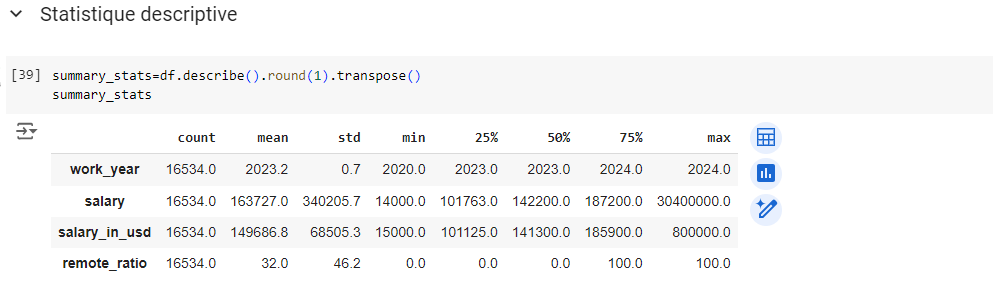 Statistique descriptive
[39] summary_stats=df.describe().round(1).transpose()
summary_stats
count mean std min 25% 50% 75% max
work_year 16534.0 2023.2 0.7 2020.0 2023.0 2023.0 2024.0 2024.0
salary 16534.0 163727.0 340205.7 14000.0 101763.0 142200.0 187200.0 30400000.0
salary_in_usd 16534.0 149686.8 68505.3 15000.0 101125.0 141300.0 185900.0 800000.0
remote_ratio 16534.0 32.0 46.2 0.0 0.0 0.0 100.0 100.0